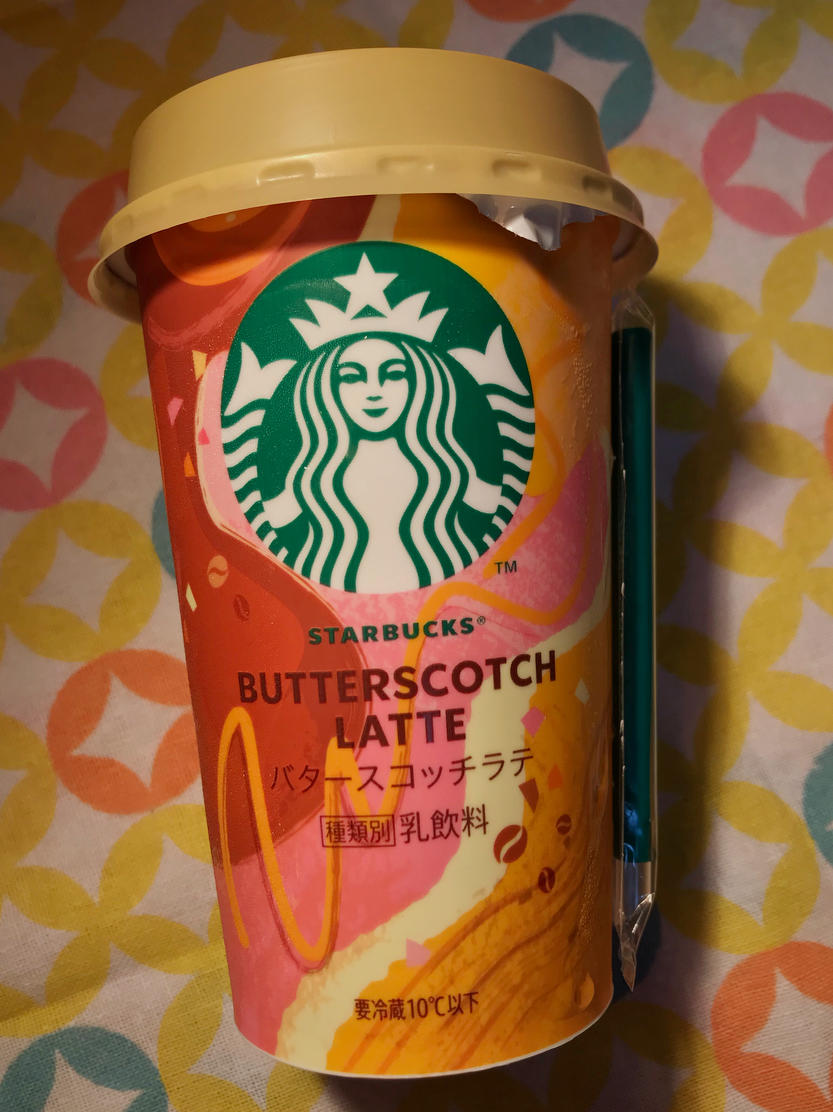 TM
STARBUCKS®
BUTTERSCOTCH
LATTE
バタースコッチラテ
種類別 乳飲料
要冷蔵10℃以下